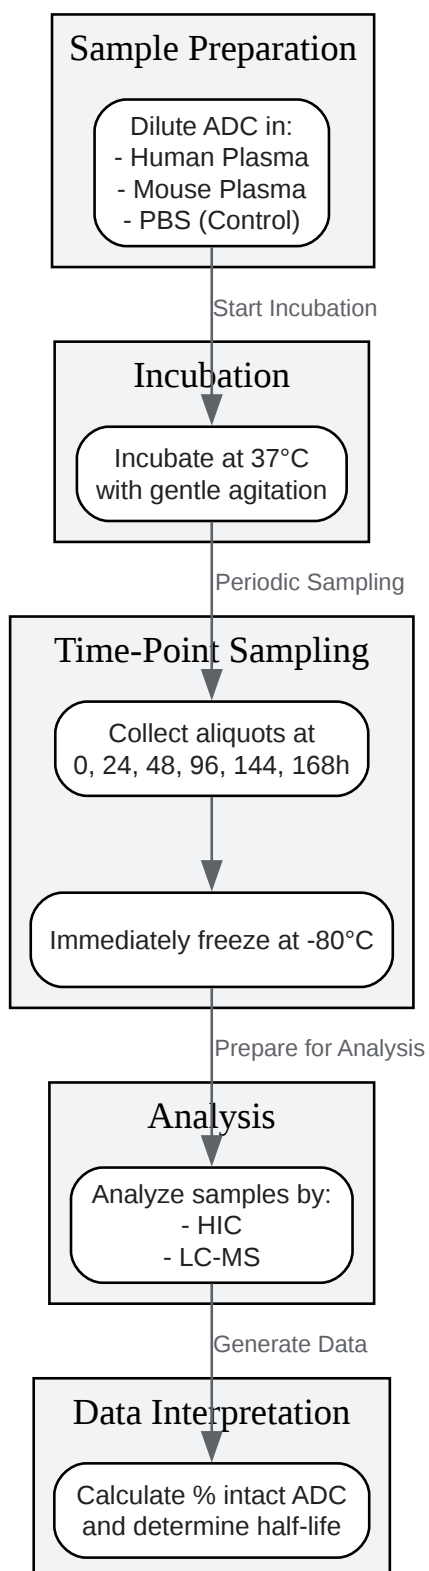 Sample Preparation
Dilute ADC in:
- Human Plasma
- Mouse Plasma
- PBS (Control)
Start Incubation
Incubation
Incubate at 37°C
with gentle agitation
Periodic Sampling
Time-Point Sampling
Collect aliquots at
0, 24, 48, 96, 144, 168h
Immediately freeze at -80°C
Prepare for Analysis
Analysis
Analyze samples by:
- HIC
- LC-MS
Generate Data
Data Interpretation
Calculate % intact ADC
and determine half-life